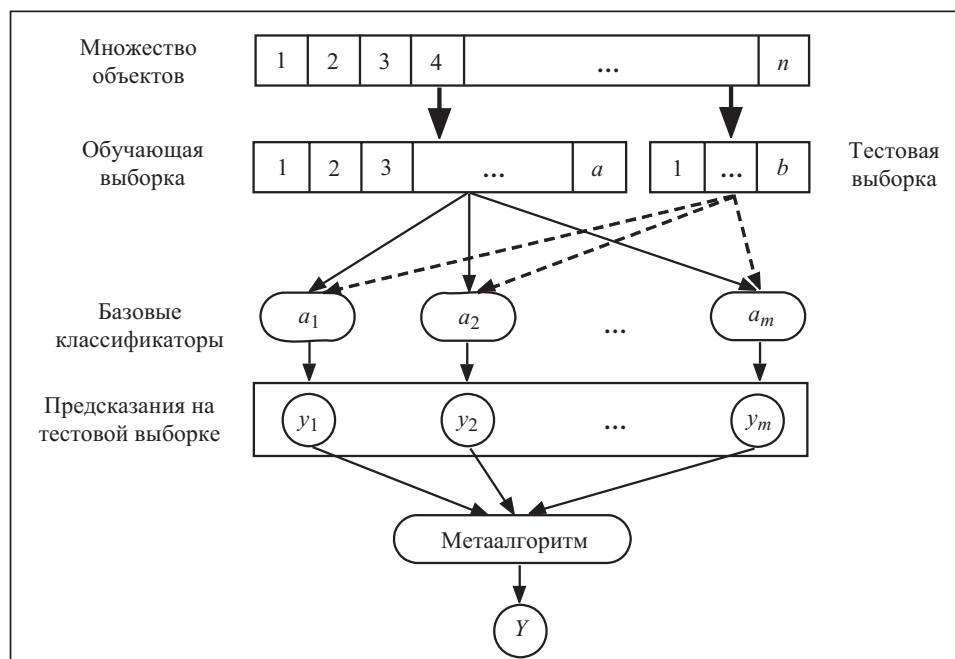 Множество
объектов
1 2 3 4 ... n
Обучающая
выборка
1 2 3 ... a
1 ... b
Тестовая
выборка
Базовые
классификаторы
a1 a2 ... am
Предсказания на
тестовой выборке
y1 y2 ... ym
Метаалгоритм
Y